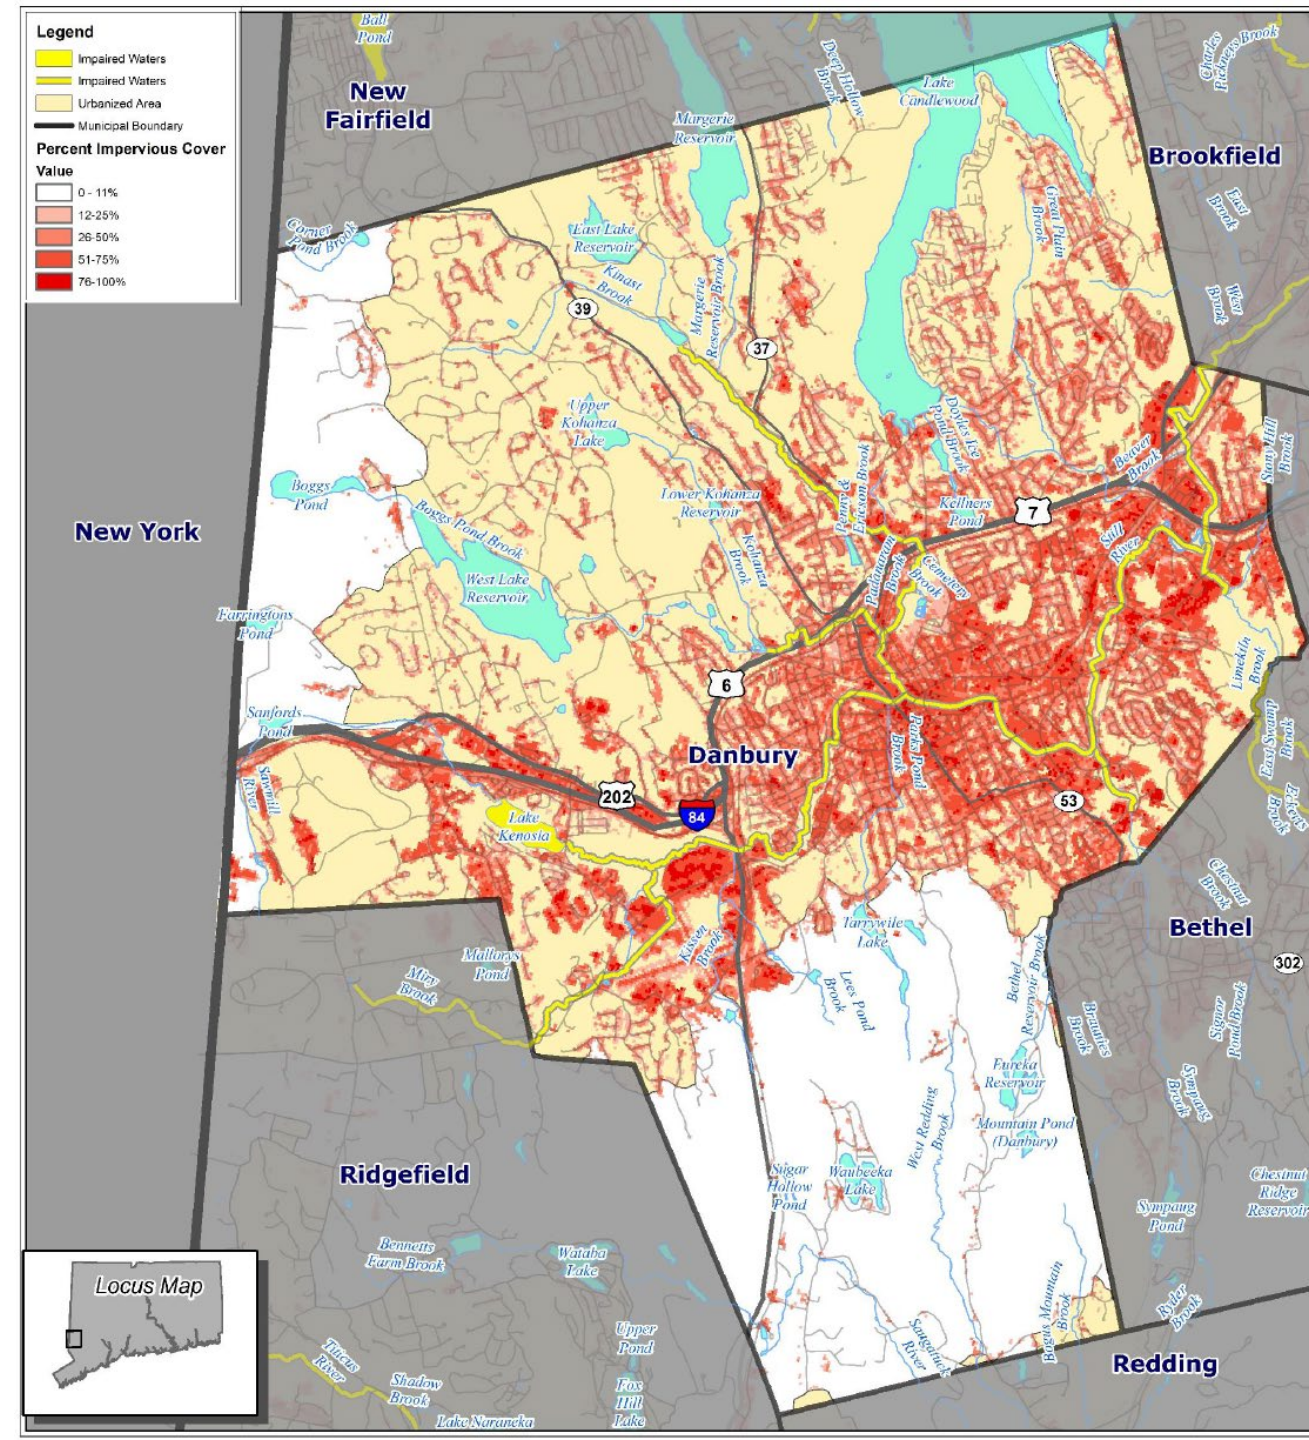 Legend
Impaired Waters
Impaired Waters
Urbanized Area
Municipal Boundary
Percent Impervious Cover
Value
0 - 11%
12-25%
26-50%
51-75%
76-100%
Ball
Pond
New
Fairfield
Margerie
Reservoir
Deep Hollow
Brook
Lake
Candlewood
Charles
Pickneys Brook
Brookfield
East
Brook
West
Brook
Great Plain
Brook
Corner
Pond Brook
East Lake
Reservoir
Kinast
Brook
Margerie
Reservoir Brook
39
37
Upper
Kohanza
Lake
Doyles Ice
Pond Brook
Beaver
Brook
Stony Hill
Brook
Boggs
Pond
Boggs Pond Brook
Lower Kohanza
Reservoir
Penny &
Ericson Brook
Kellners
Pond
7
New York
Kohanza
Brook
Padanaram
Brook
Cemetery
Brook
Still
River
West Lake
Reservoir
Farringtons
Pond
Limekiln
Brook
6
Sanfords
Pond
Danbury
Parks Pond
Brook
East Swamp
Brook
Sawmill
River
202
84
53
Eckers
Brook
Lake
Kenosia
Chestnut
Brook
Bethel
302
Tarrywile
Lake
Kissen
Brook
Mallorys
Pond
Miry
Brook
Lees Pond
Brook
Bethel
Reservoir Brook
Signor
Pond Brook
Eureka
Reservoir
Sympaug
Brook
West Redding
Brook
Mountain Pond
(Danbury)
Ridgefield
Sugar
Hollow
Pond
Waubeeka
Lake
Chestnut
Ridge
Reservoir
Sympaug
Pond
Bennetts
Farm Brook
Wataba
Lake
Locus Map
Bogus Mountain
Brook
Ryder
Brook
Upper
Pond
Saugatuck
River
Redding
Titicus
River
Shadow
Brook
Fox
Hill
Lake
Lake Naraneka